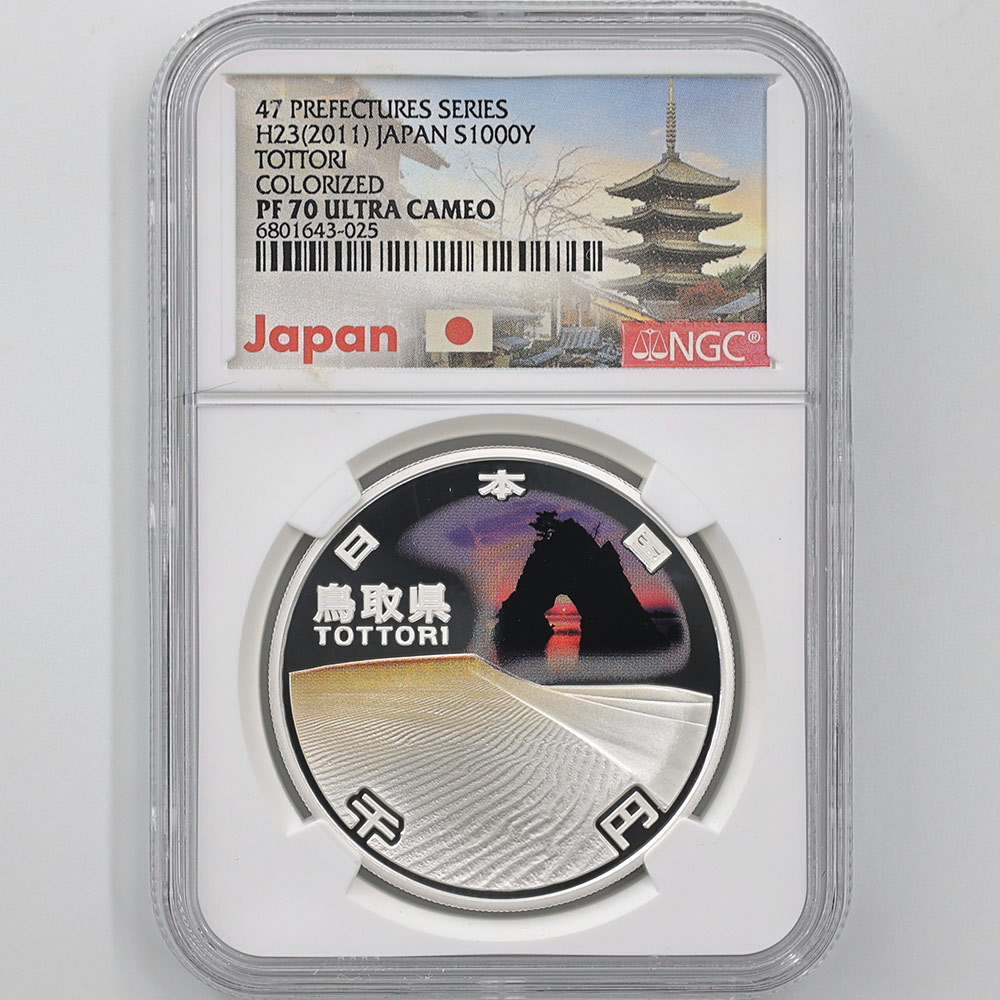 47 PREFECTURES SERIES
H23(2011) JAPAN S1000Y
TOTTORI
COLORIZED
PF 70 ULTRA CAMEO
6801643-025
Japan
NGC®
日本国
鳥取県
TOTTORI
千円